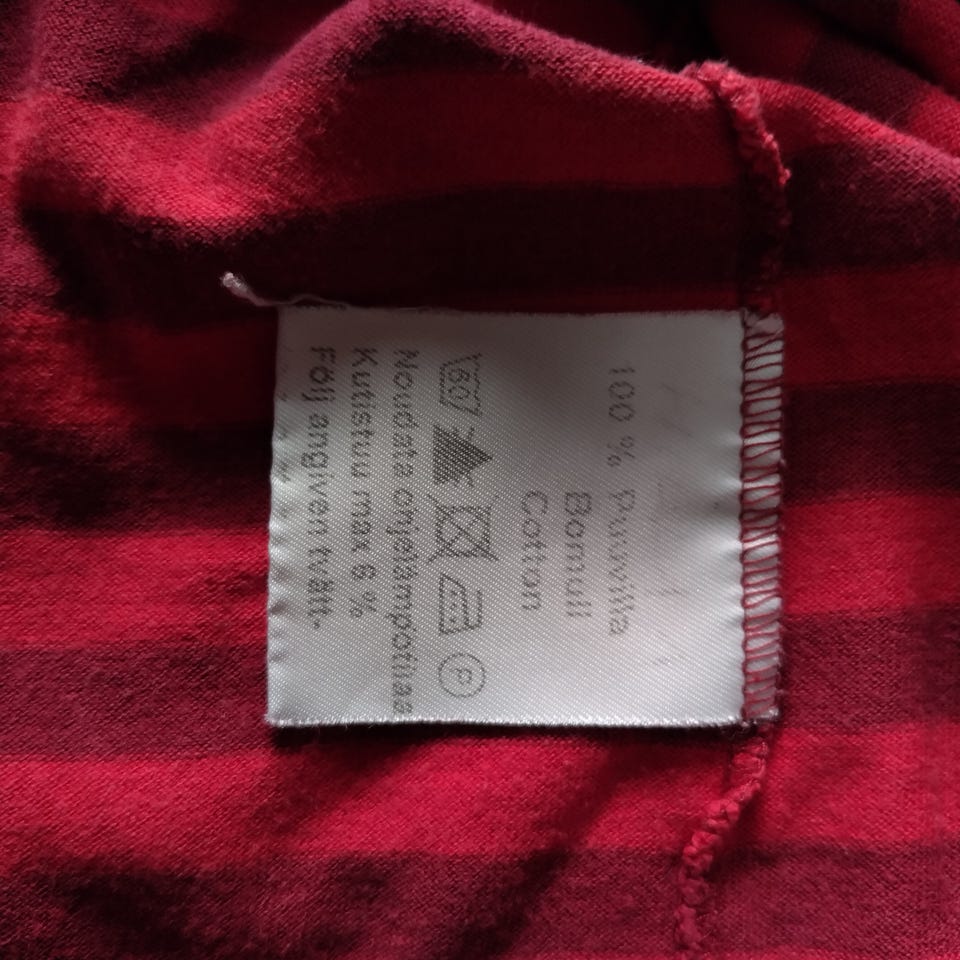 100 % Puuvilla
Bomull
Cotton
60 P
Noudata ohjelämpötilaa
Kutistuu max 6 %
Följ angiven tvätt-